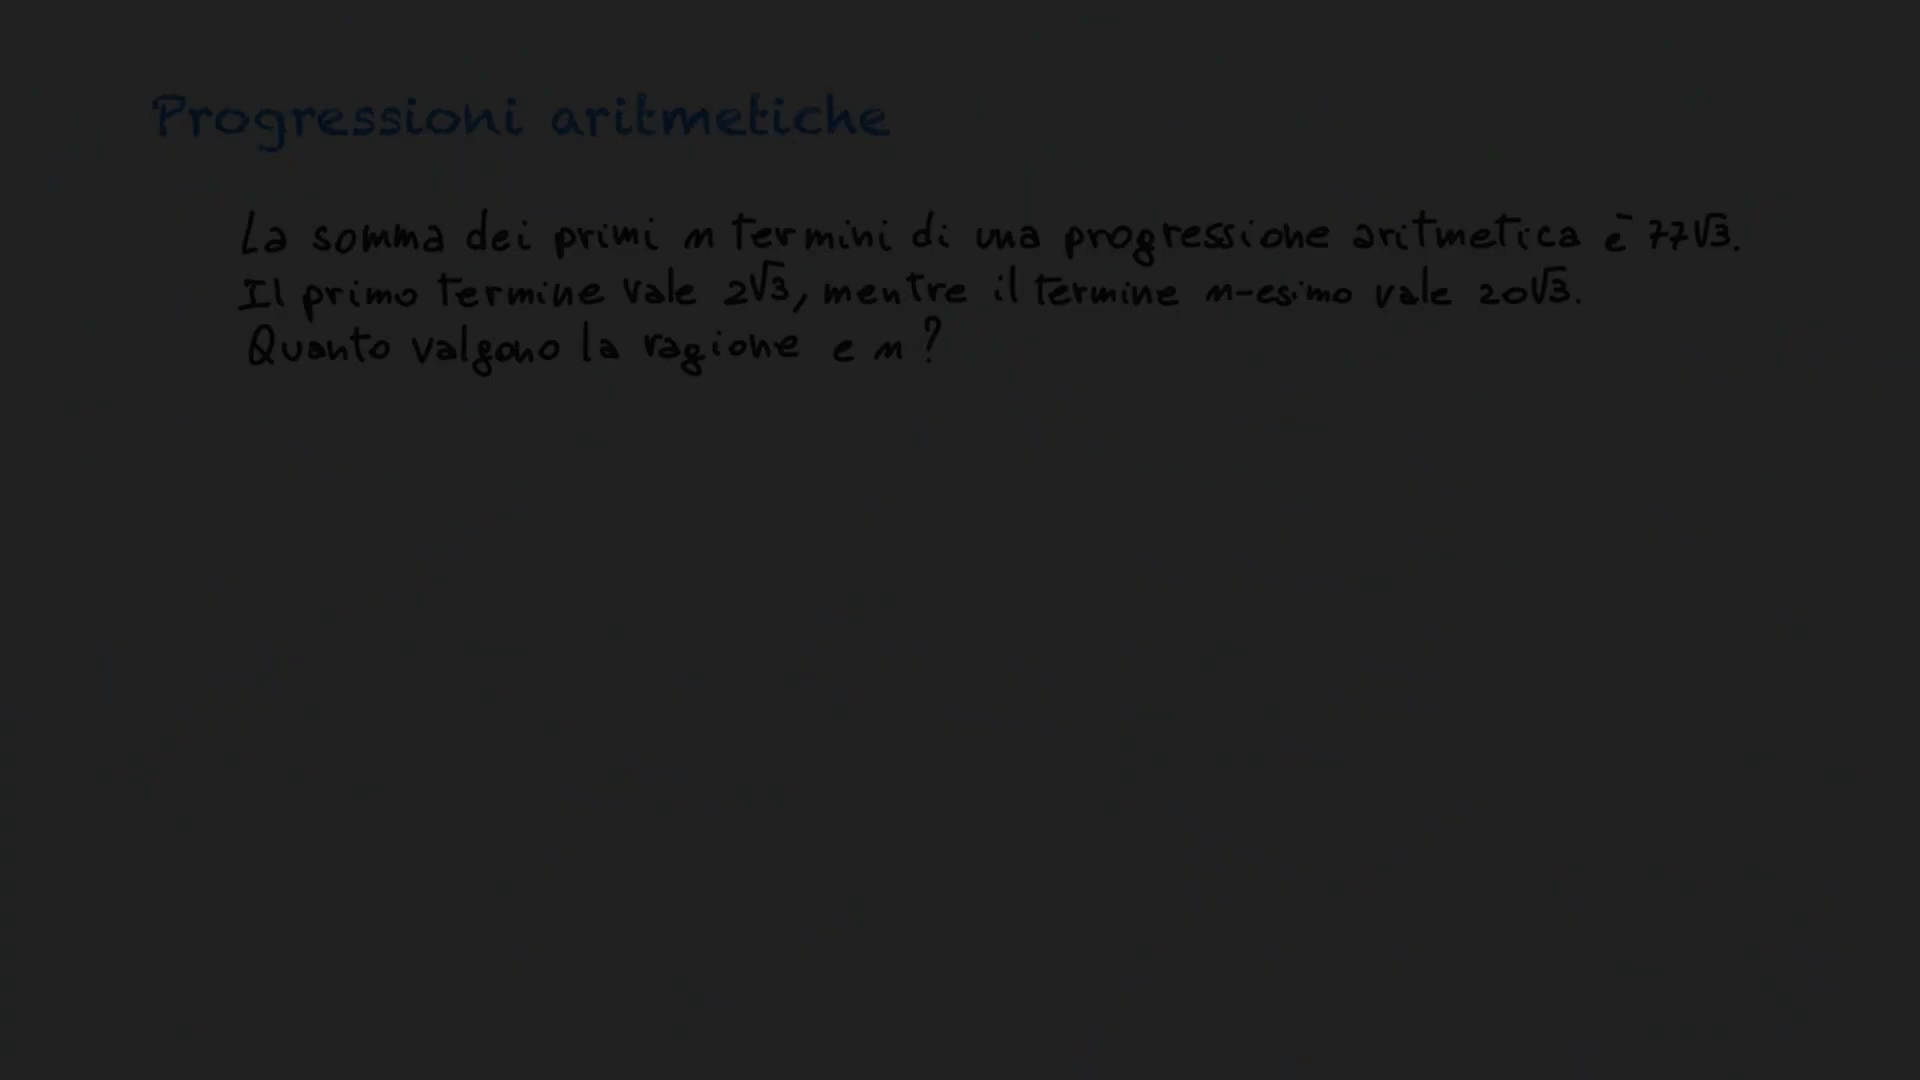 Progressioni aritmetiche
La somma dei primi n termini di una progressione aritmetica è 77√3.
Il primo termine vale 2√3, mentre il termine n-esimo vale 20√3.
Quanto valgono la ragione e n?